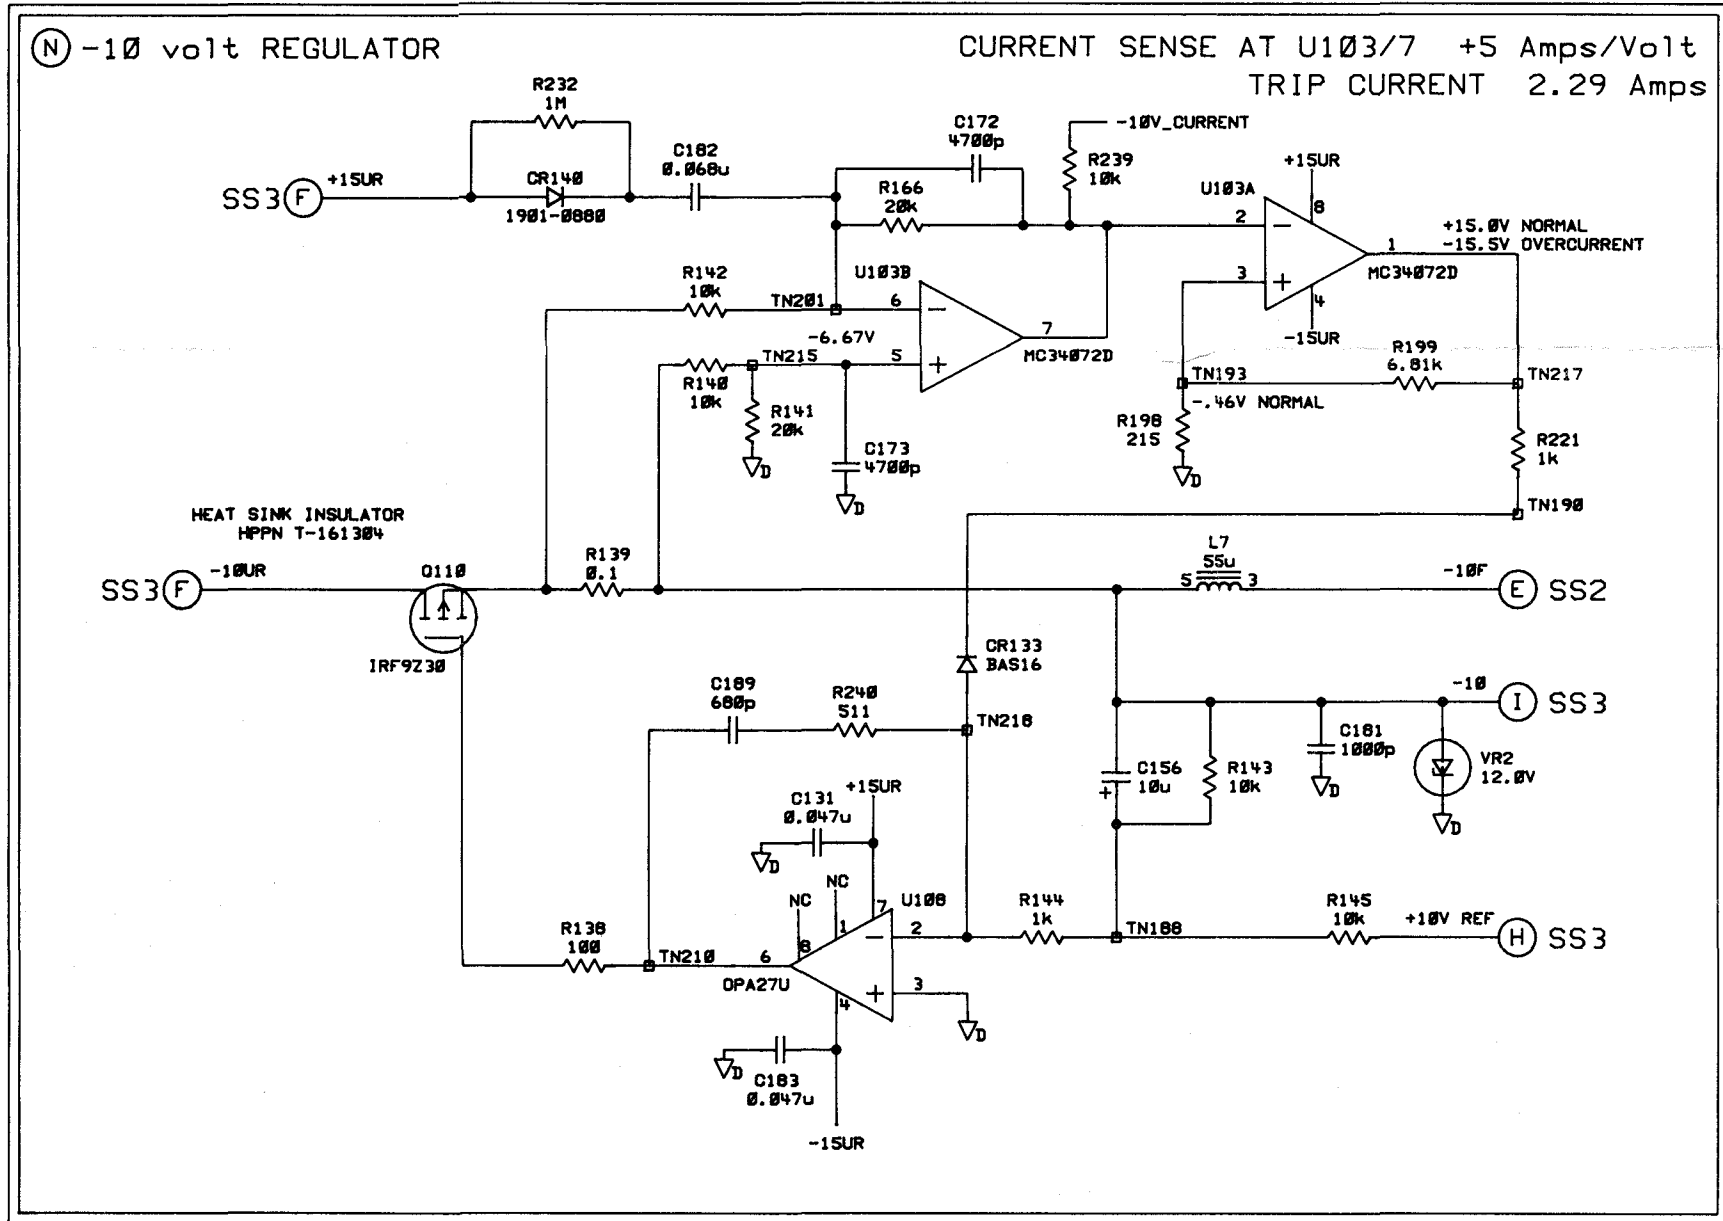 N -10 volt REGULATOR
CURRENT SENSE AT U103/7 +5 Amps/Volt
TRIP CURRENT 2.29 Amps
R232
1M
-10V_CURRENT
C172
4700p
C182
0.068u
R239
10k
+15UR
SS3 F +15UR
CR140
1901-0880
R166
20k
U103A
8
2
+15.0V NORMAL
-15.5V OVERCURRENT
1
MC34072D
3
4
-15UR
R142
10k
U103B
TN201
6
-6.67V
7
MC34072D
TN215
5
R140
10k
R141
20k
D
C173
4700p
D
R199
6.81k
TN193
TN217
-.46V NORMAL
R198
215
D
R221
1k
TN190
HEAT SINK INSULATOR
HPPN T-161304
SS3 F -10UR
Q110
IRF9Z30
R139
0.1
L7
55u
5 3
-10F E SS2
CR133
BAS16
C189
680p
R240
511
TN218
-10 I SS3
C156
10u
+
R143
10k
C181
1000p
D
VR2
12.0V
D
+15UR
C131
0.047u
D
NC
NC
U108
7
1
8
2
R144
1k
TN188
R145
10k
+10V REF H SS3
R138
100
TN210
6
OPA27U
3
4
D
D
C183
0.047u
-15UR